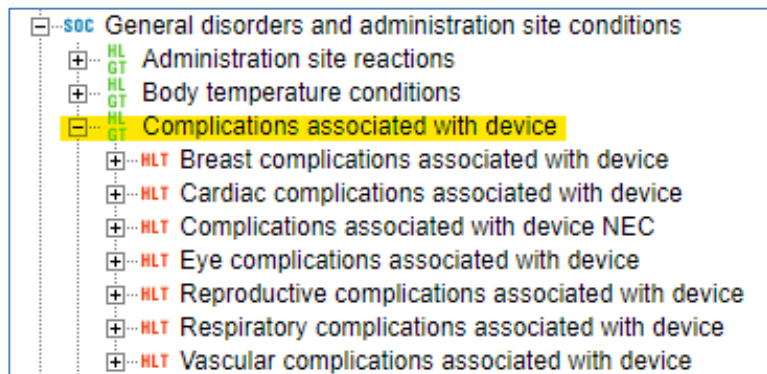 SOC General disorders and administration site conditions
HLGT Administration site reactions
HLGT Body temperature conditions
HLGT Complications associated with device
HLT Breast complications associated with device
HLT Cardiac complications associated with device
HLT Complications associated with device NEC
HLT Eye complications associated with device
HLT Reproductive complications associated with device
HLT Respiratory complications associated with device
HLT Vascular complications associated with device